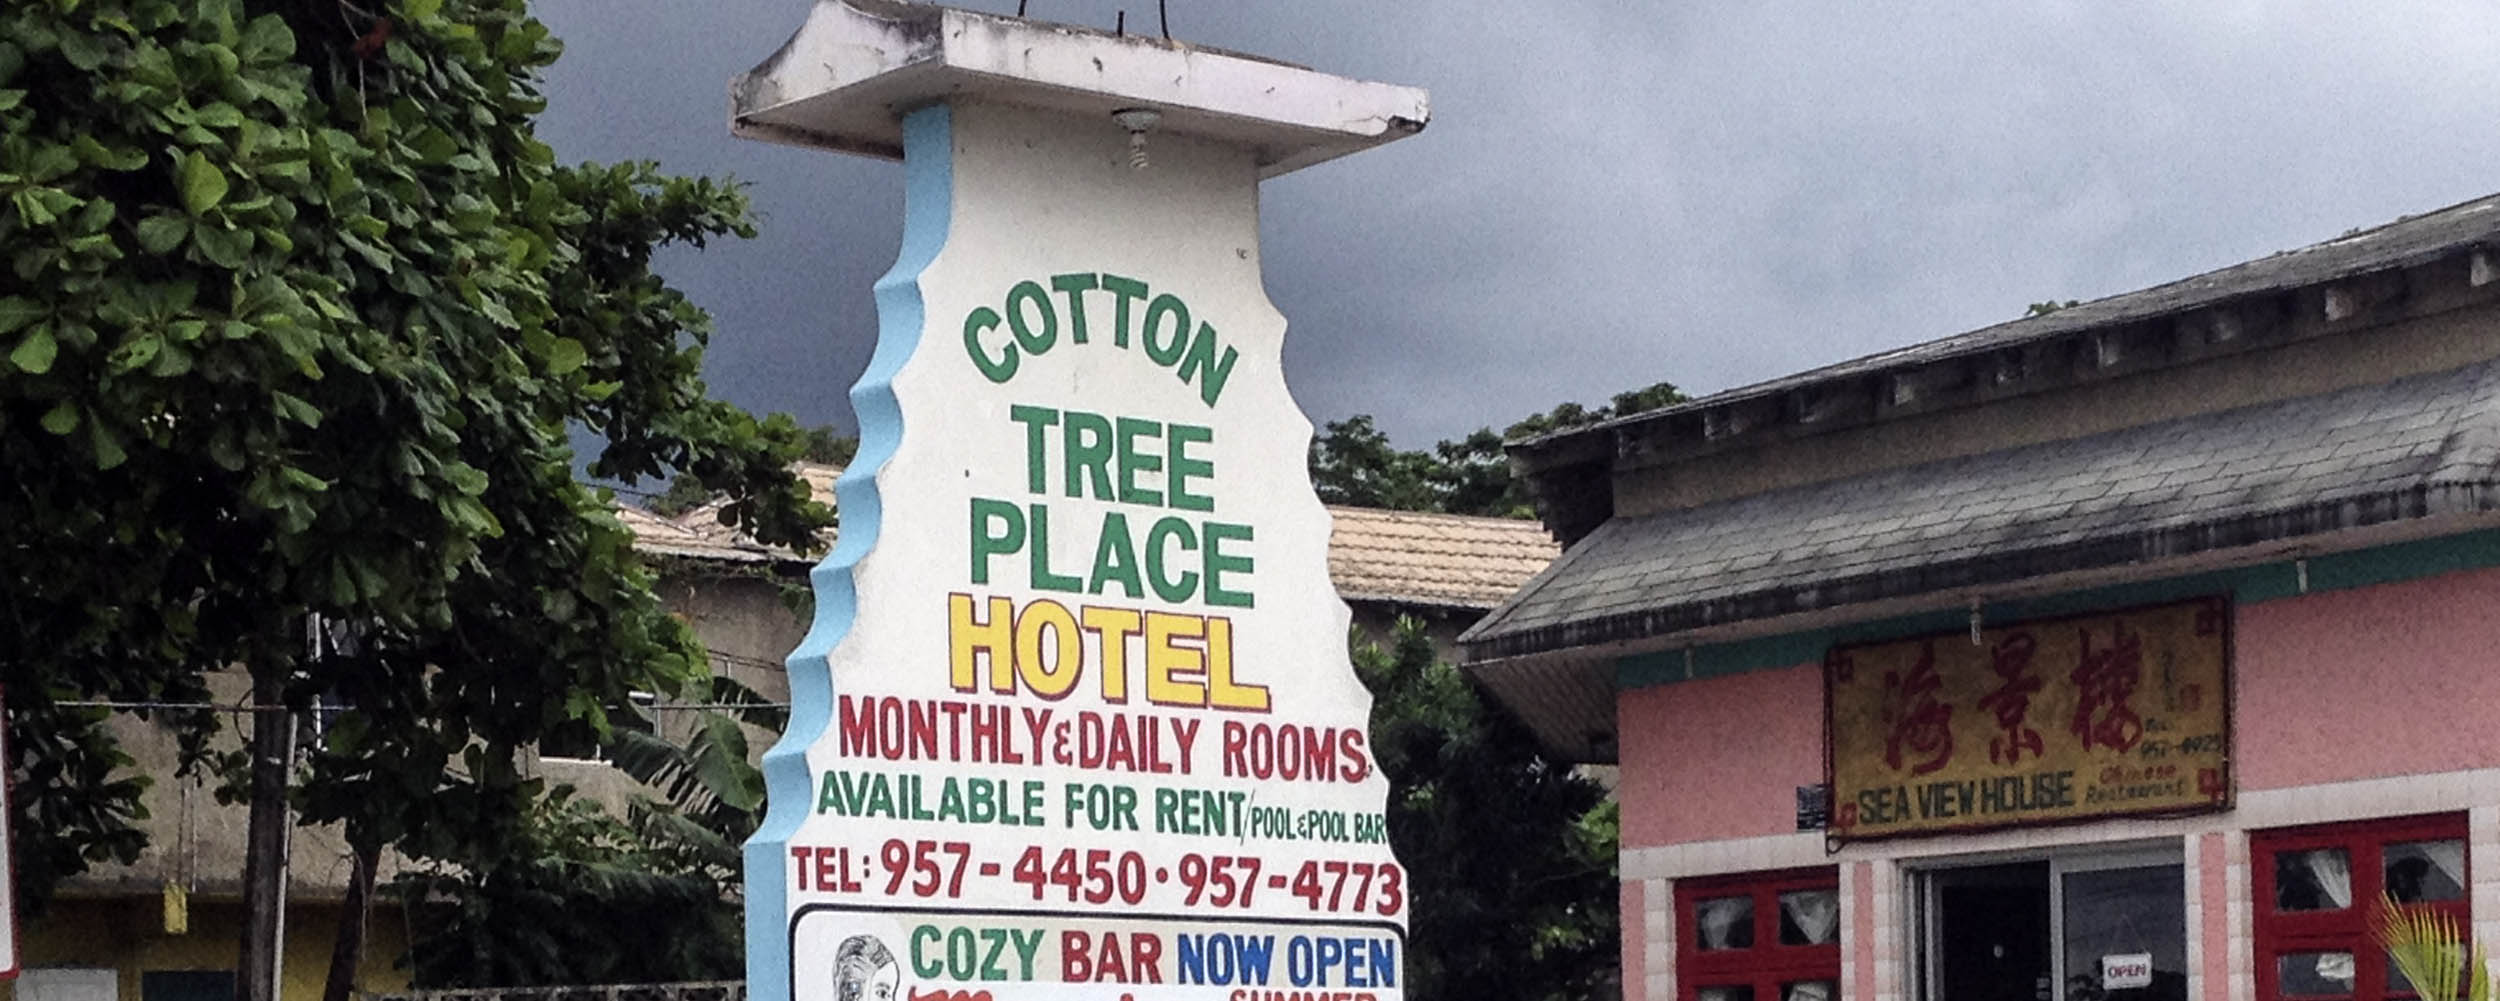 COTTON
TREE
PLACE
HOTEL
MONTHLY & DAILY ROOMS
AVAILABLE FOR RENT/POOL & POOL BAR
TEL: 957-4450 • 957-4773
COZY BAR NOW OPEN
SUMMER
海景樓
SEA VIEW HOUSE
Chinese
Restaurant
OPEN